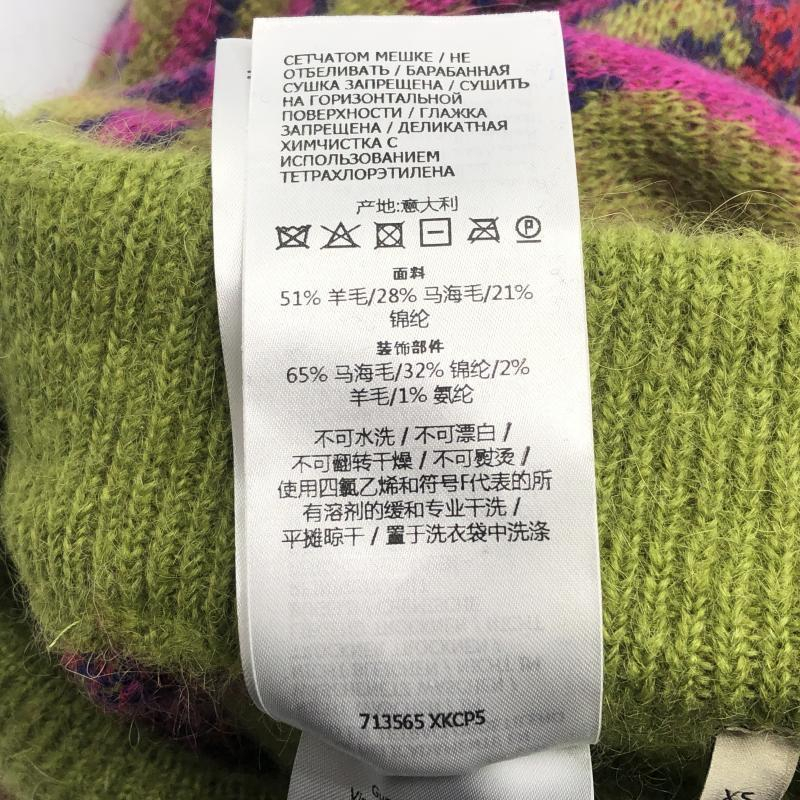 СЕТЧАТОМ МЕШКЕ / НЕ
ОТБЕЛИВАТЬ / БАРАБАННАЯ
СУШКА ЗАПРЕЩЕНА / СУШИТЬ
НА ГОРИЗОНТАЛЬНОЙ
ПОВЕРХНОСТИ / ГЛАЖКА
ЗАПРЕЩЕНА / ДЕЛИКАТНАЯ
ХИМЧИСТКА С
ИСПОЛЬЗОВАНИЕМ
ТЕТРАХЛОРЭТИЛЕНА
产地:意大利
P
面料
51% 羊毛/28% 马海毛/21%
锦纶
装饰部件
65% 马海毛/32% 锦纶/2%
羊毛/1% 氨纶
不可水洗 / 不可漂白 /
不可翻转干燥 / 不可熨烫 /
使用四氯乙烯和符号F代表的所
有溶剂的缓和专业干洗 /
平摊晾干 / 置于洗衣袋中洗涤
713565 XKCP5
XS